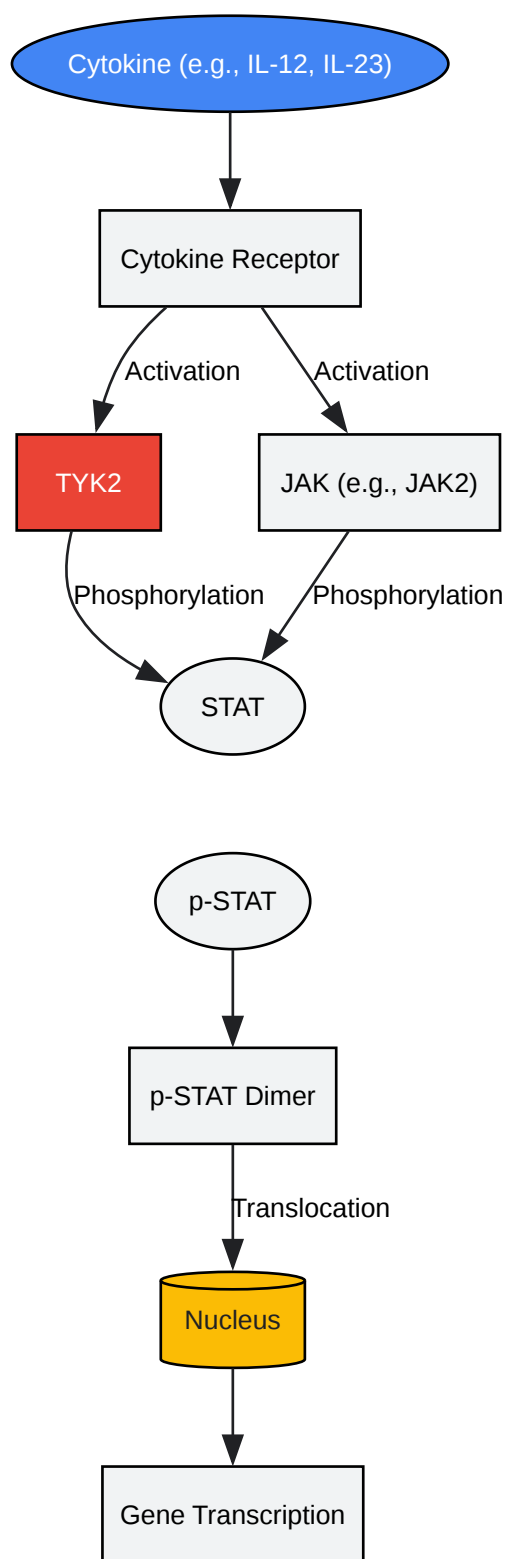 Cytokine (e.g., IL-12, IL-23)
Cytokine Receptor
Activation
Activation
TYK2
JAK (e.g., JAK2)
Phosphorylation
Phosphorylation
STAT
p-STAT
p-STAT Dimer
Translocation
Nucleus
Gene Transcription